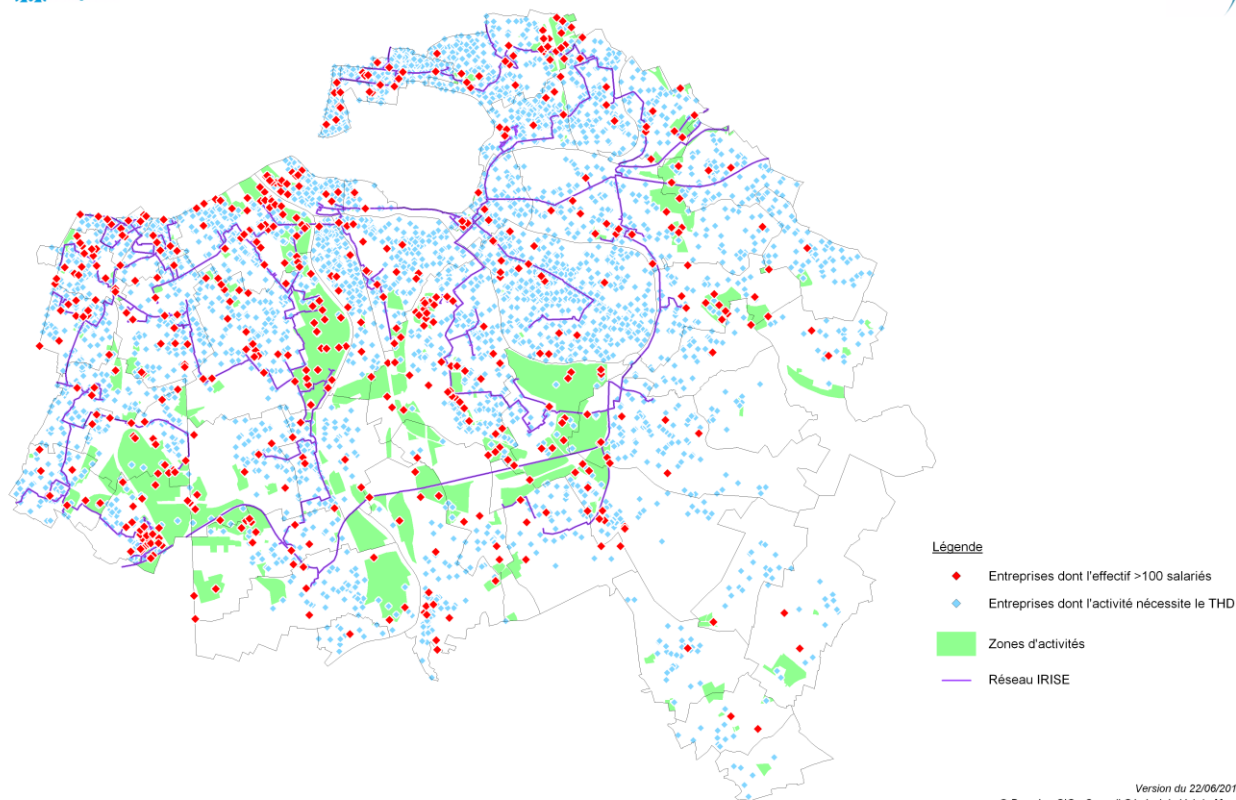 Légende
Entreprises dont l'effectif >100 salariés
Entreprises dont l'activité nécessite le THD
Zones d'activités
Réseau IRISE
Version du 22/06/201